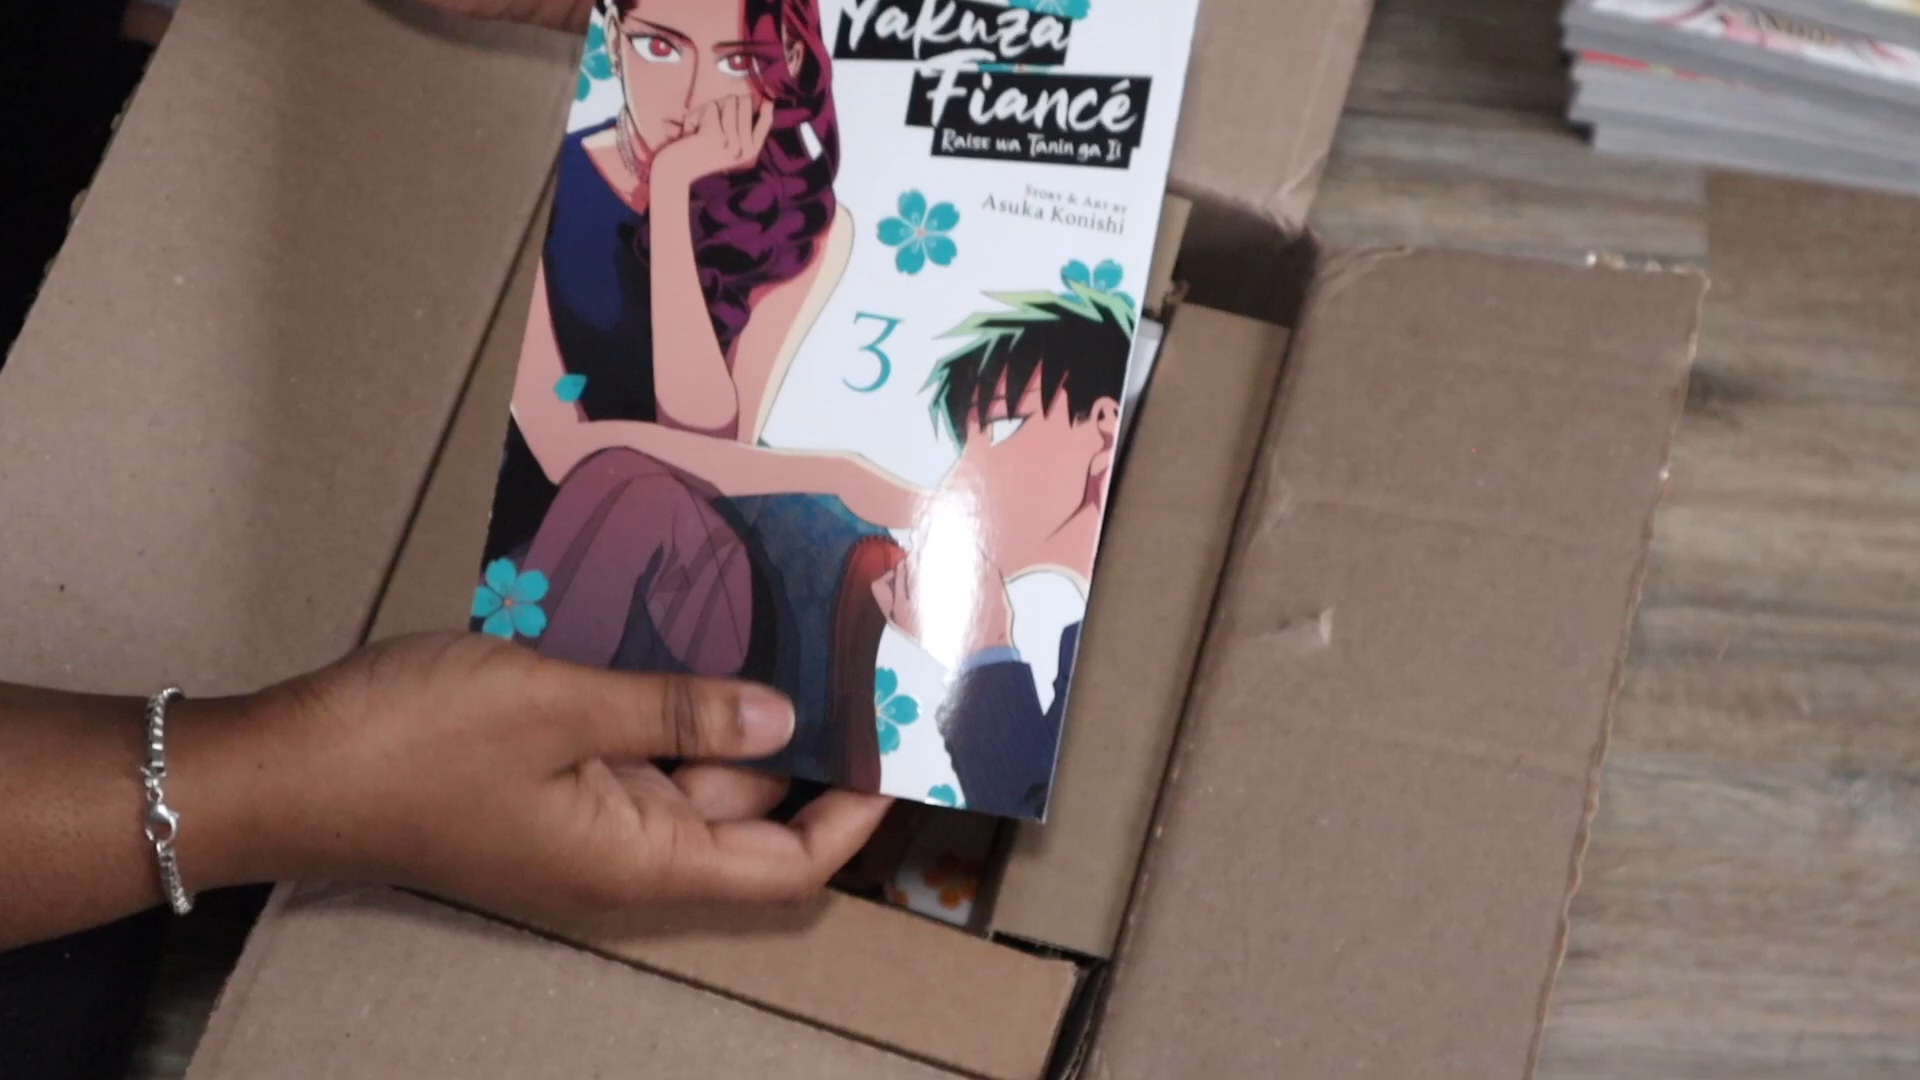 Yakuza
Fiancé
Raise wa Tanin ga Ii
Story & Art by
Asuka Konishi
3